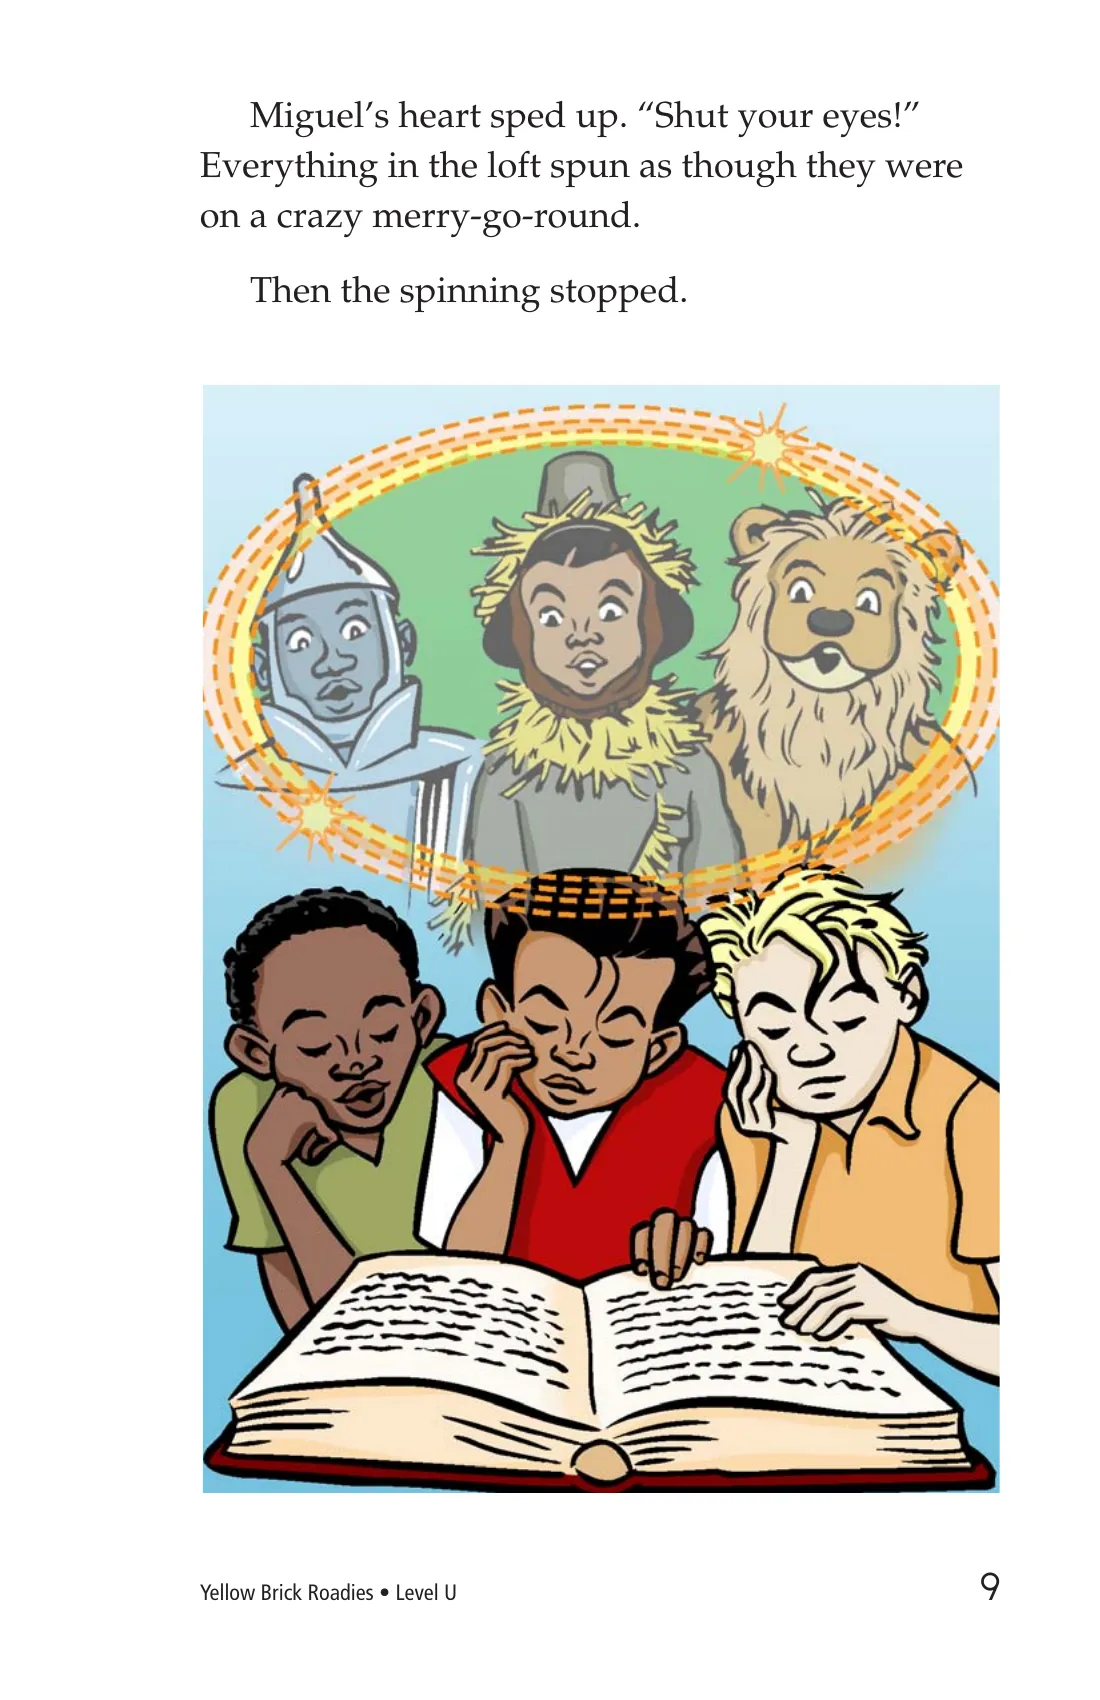 Miguel’s heart sped up. “Shut your eyes!”
Everything in the loft spun as though they were
on a crazy merry-go-round.
Then the spinning stopped.
Yellow Brick Roadies • Level U
9